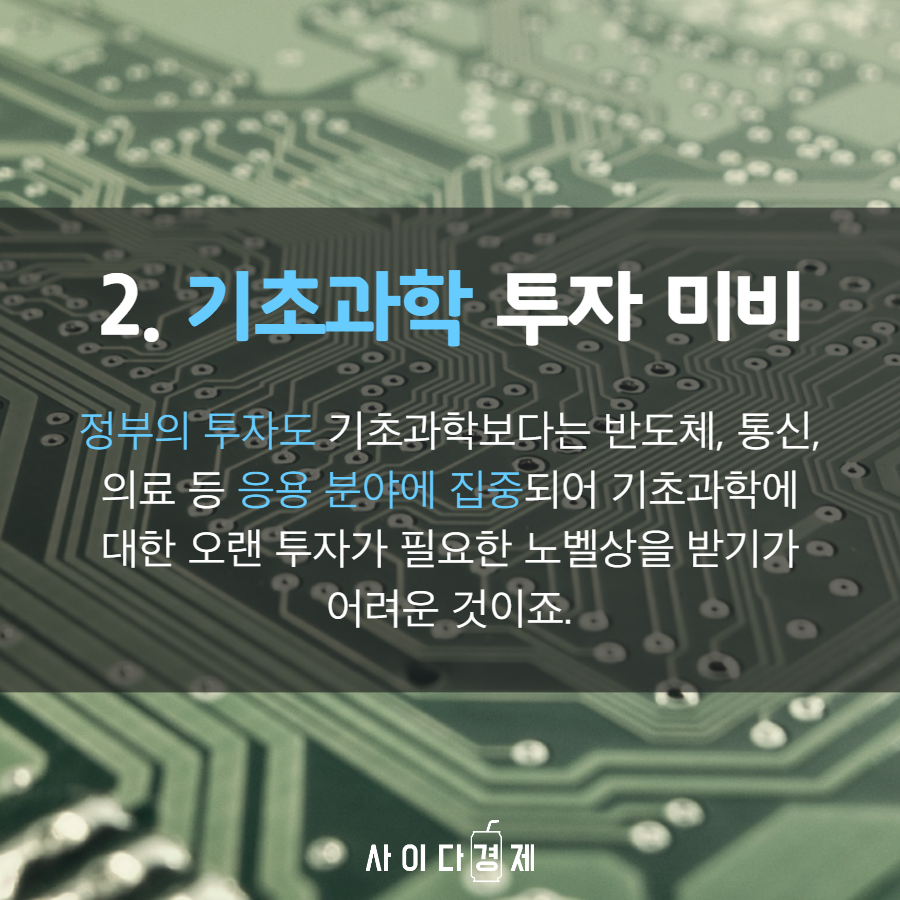 2. 기초과학 투자 미비
정부의 투자도 기초과학보다는 반도체, 통신,
의료 등 응용 분야에 집중되어 기초과학에
대한 오랜 투자가 필요한 노벨상을 받기가
어려운 것이죠.
사이다경제